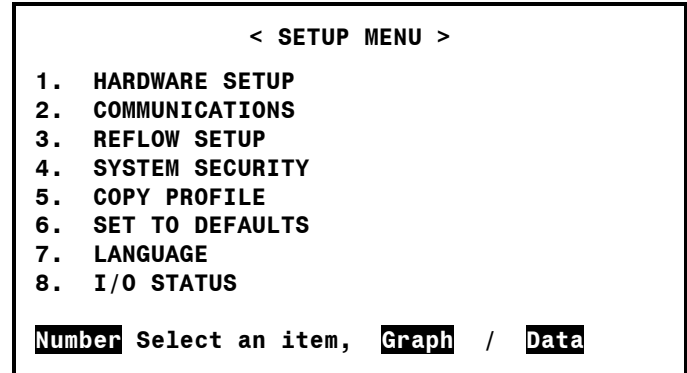 < SETUP MENU >
1. HARDWARE SETUP
2. COMMUNICATIONS
3. REFLOW SETUP
4. SYSTEM SECURITY
5. COPY PROFILE
6. SET TO DEFAULTS
7. LANGUAGE
8. I/O STATUS
Number Select an item, Graph / Data